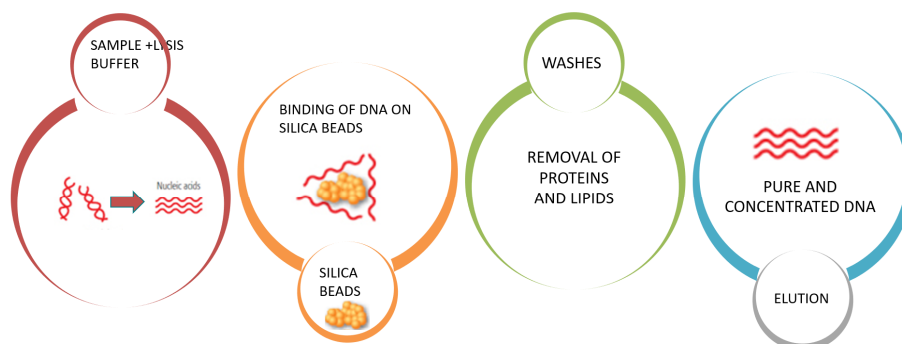 SAMPLE +LYSIS
BUFFER
Nucleic acids
BINDING OF DNA ON
SILICA BEADS
SILICA
BEADS
WASHES
REMOVAL OF
PROTEINS
AND LIPIDS
PURE AND
CONCENTRATED DNA
ELUTION